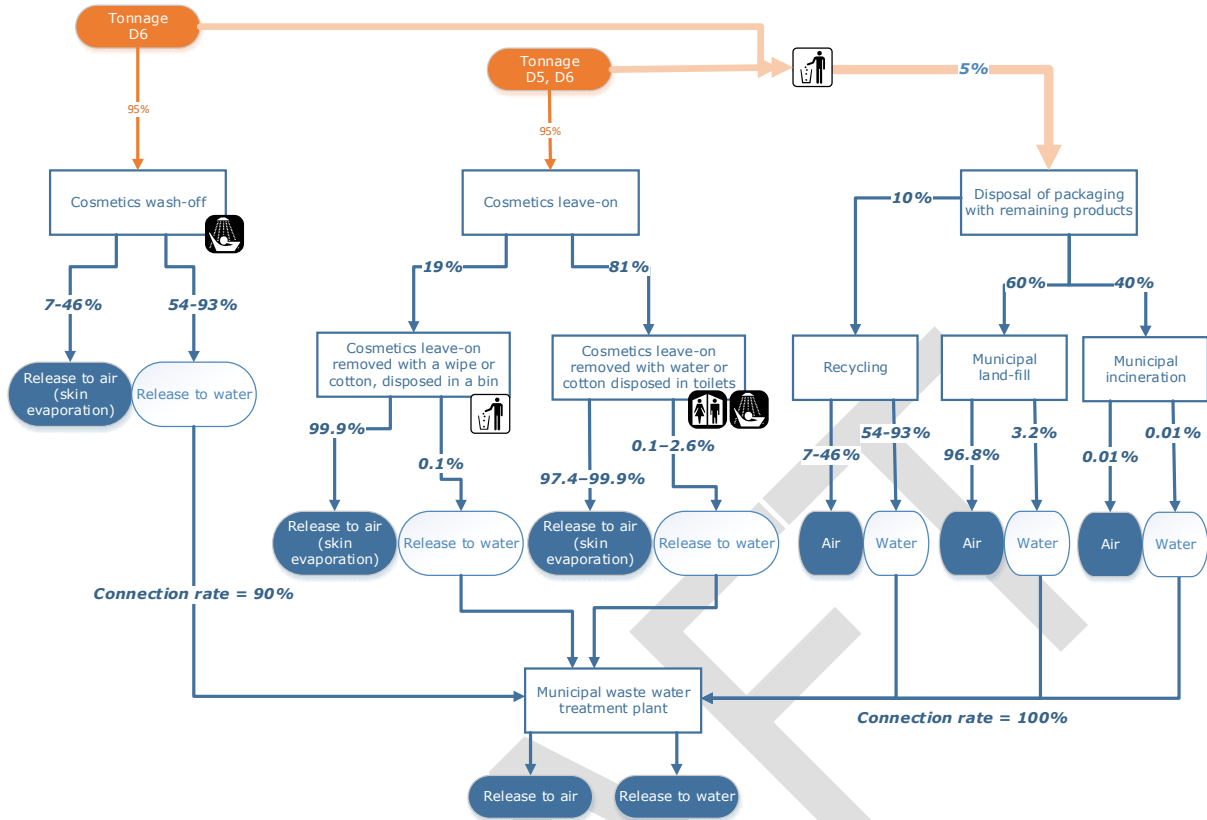 Tonnage
D6
Tonnage
D5, D6
5%
95%
95%
Cosmetics wash-off
Cosmetics leave-on
Disposal of packaging
with remaining products
10%
19%
81%
60%
40%
7-46%
54-93%
Cosmetics leave-on
removed with a wipe or
cotton, disposed in a bin
Cosmetics leave-on
removed with water or
cotton disposed in toilets
Recycling
Municipal
land-fill
Municipal
incineration
Release to air
(skin
evaporation)
Release to water
99.9%
0.1%
97.4–99.9%
0.1–2.6%
7-46%
54-93%
96.8%
3.2%
0.01%
0.01%
Release to air
(skin
evaporation)
Release to water
Release to air
(skin
evaporation)
Release to water
Air
Water
Air
Water
Air
Water
Connection rate = 90%
Municipal waste water
treatment plant
Connection rate = 100%
Release to air
Release to water